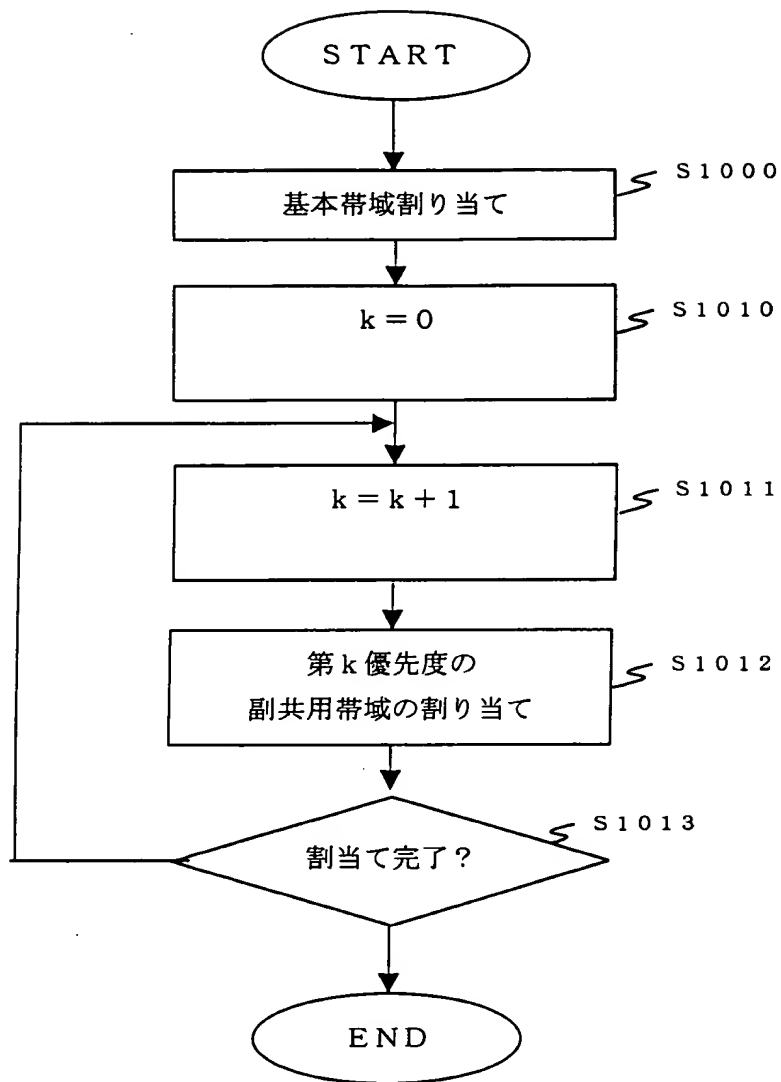 START
S1000
基本帯域割り当て
S1010
k=0
S1011
k=k+1
S1012
第k優先度の
副共用帯域の割り当て
S1013
割当て完了?
END